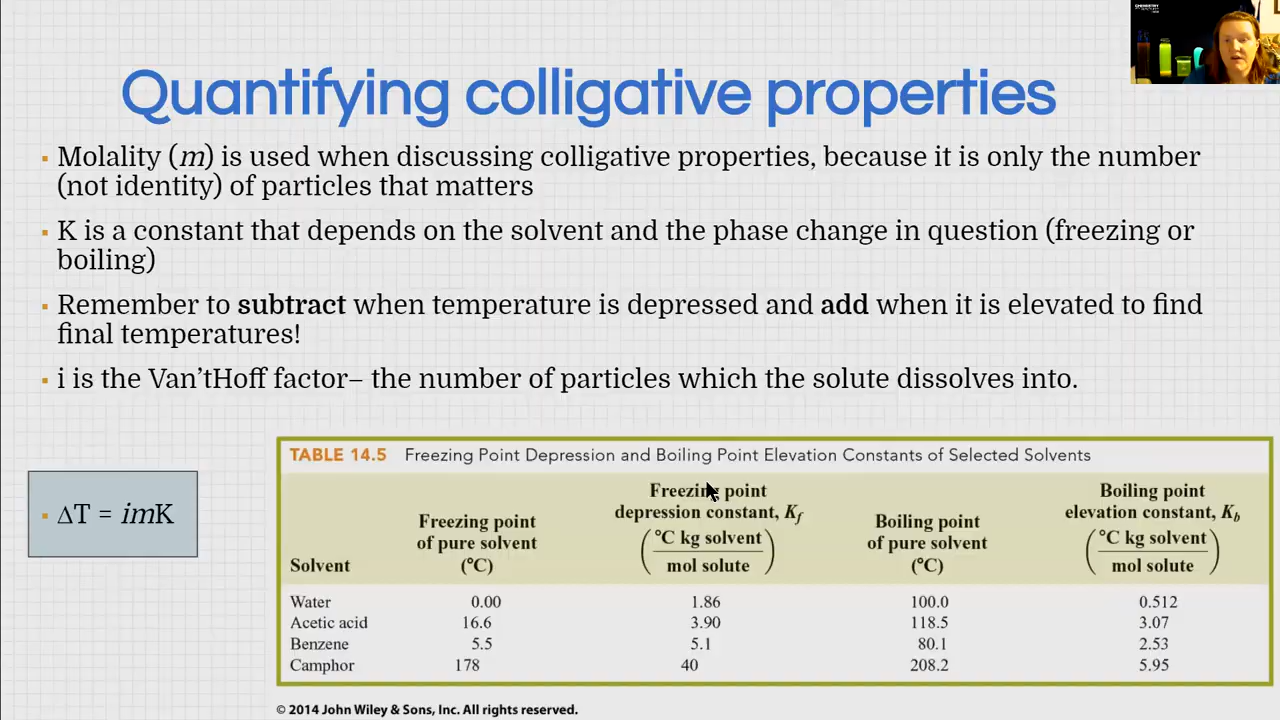 Quantifying colligative properties
Molality (m) is used when discussing colligative properties, because it is only the number
(not identity) of particles that matters
K is a constant that depends on the solvent and the phase change in question (freezing or
boiling)
Remember to subtract when temperature is depressed and add when it is elevated to find
final temperatures!
i is the Van'tHoff factor– the number of particles which the solute dissolves into.
ΔT = imK
TABLE 14.5 Freezing Point Depression and Boiling Point Elevation Constants of Selected Solvents
Solvent
Freezing point
of pure solvent
(°C)
Freezing point
depression constant, Kf
(°C kg solvent
mol solute)
Boiling point
of pure solvent
(°C)
Boiling point
elevation constant, Kb
(°C kg solvent
mol solute)
Water 0.00 1.86 100.0 0.512
Acetic acid 16.6 3.90 118.5 3.07
Benzene 5.5 5.1 80.1 2.53
Camphor 178 40 208.2 5.95
© 2014 John Wiley & Sons, Inc. All rights reserved.